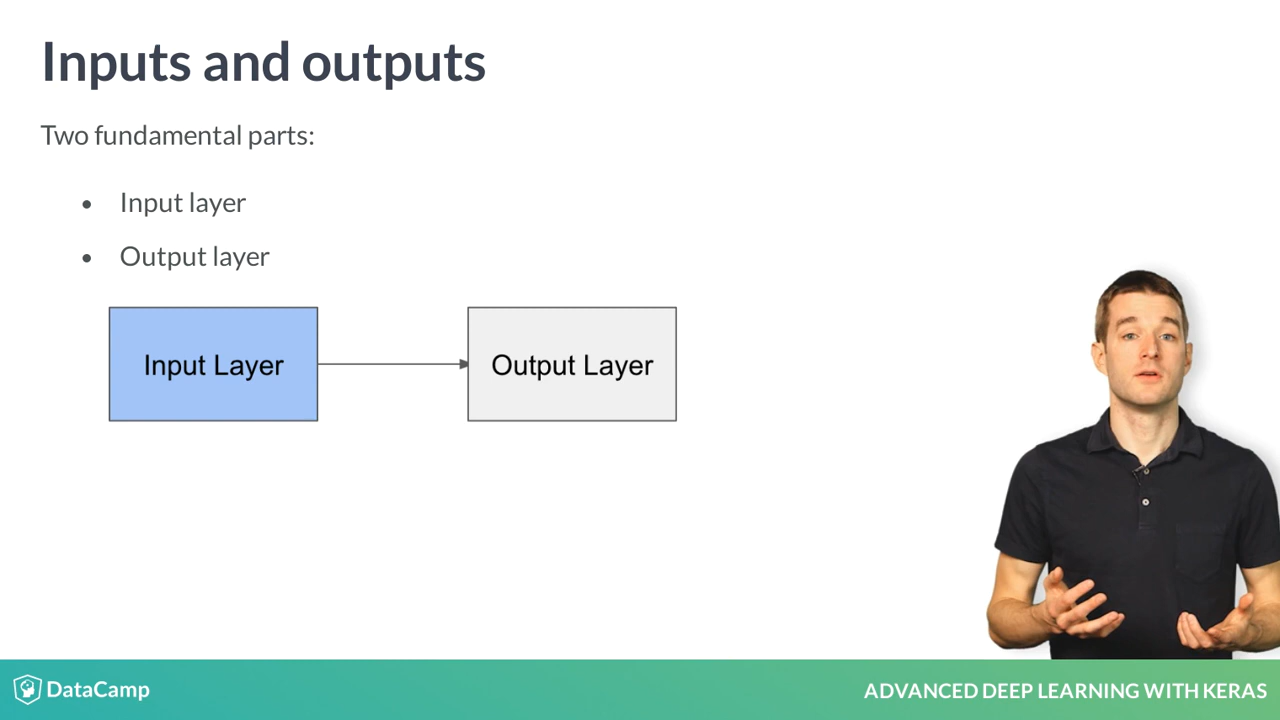 Inputs and outputs
Two fundamental parts:
• Input layer
• Output layer
Input Layer
Output Layer
DataCamp
ADVANCED DEEP LEARNING WITH KERAS